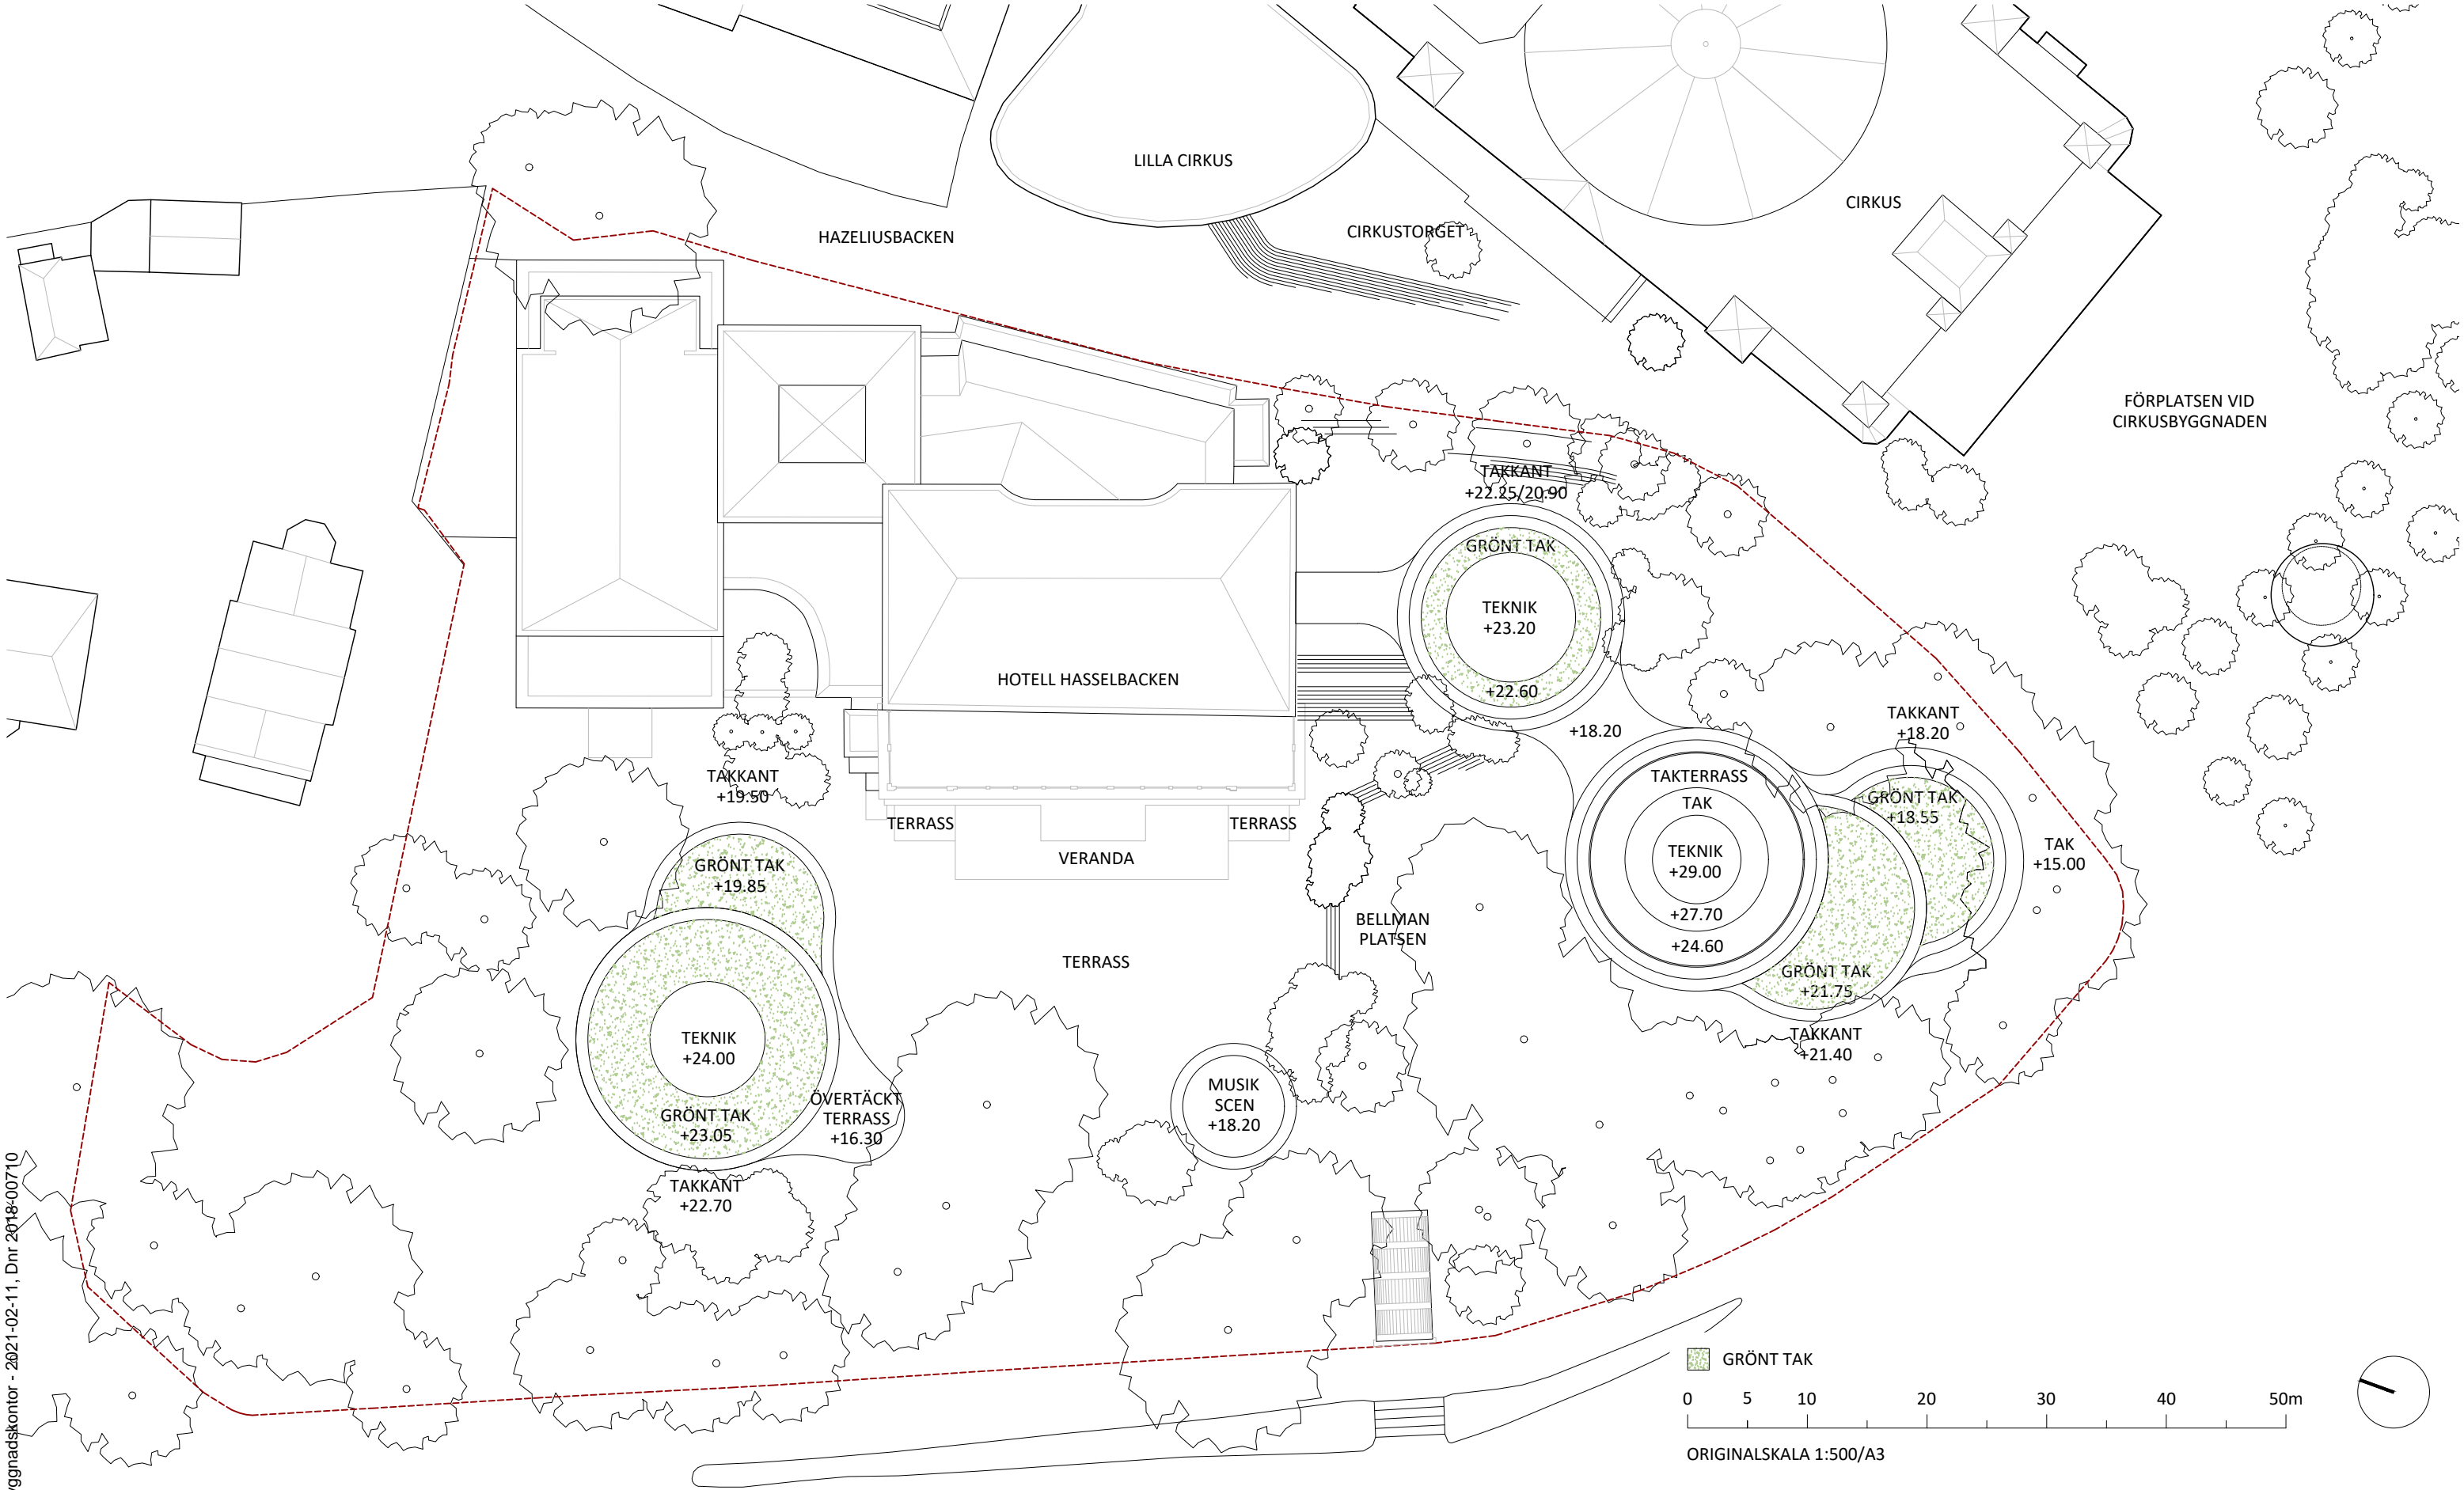 LILLA CIRKUS
CIRKUS
HAZELIUSBACKEN
CIRKUSTORGET
FÖRPLATSEN VID
CIRKUSBYGGNADEN
TAKKANT
+22.25/20.90
GRÖNT TAK
TEKNIK
+23.20
+22.60
HOTELL HASSELBACKEN
+18.20
TAKKANT
+18.20
TAKKANT
+19.50
TERRASS
TERRASS
VERANDA
TAKTERRASS
TAK
TEKNIK
+29.00
+27.70
+24.60
GRÖNT TAK
+18.55
TAK
+15.00
GRÖNT TAK
+19.85
BELLMAN
PLATSEN
TERRASS
GRÖNT TAK
+21.75
TAKKANT
+21.40
TEKNIK
+24.00
GRÖNT TAK
+23.05
ÖVERTÄCKT
TERRASS
+16.30
MUSIK
SCEN
+18.20
TAKKANT
+22.70
yggnadskontor - 2021-02-11, Dnr 2018-00710
GRÖNT TAK
0 5 10 20 30 40 50m
ORIGINALSKALA 1:500/A3